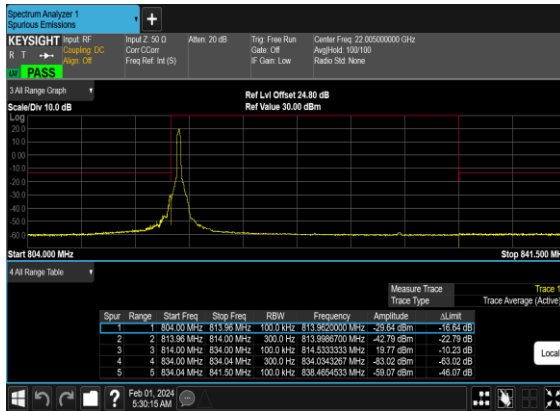 Spectrum Analyzer 1
Spurious Emissions
KEYSIGHT
R T
LXI
PASS
Input: RF
Coupling: DC
Align: Off
Input Z: 50 Ω
Corr CCorr
Freq Ref: Int (S)
Atten: 20 dB
Trig: Free Run
Gate: Off
IF Gain: Low
Center Freq: 22.005000000 GHz
Avg|Hold: 100/100
Radio Std: None
3 All Range Graph
Scale/Div 10.0 dB
Ref Lvl Offset 24.80 dB
Ref Value 30.00 dBm
Log
20.0
10.0
0.00
-10.0
-20.0
-30.0
-40.0
-50.0
-60.0
Start 804.000 MHz
Stop 841.500 MH
4 All Range Table
Measure Trace Trace 1
Trace Type Trace Average (Active)
Spur Range Start Freq Stop Freq RBW Frequency Amplitude ΔLimit
1 1 804.00 MHz 813.96 MHz 100.0 kHz 813.9620000 MHz -29.64 dBm -16.64 dB
2 2 813.96 MHz 814.00 MHz 300.0 Hz 813.9986700 MHz -42.79 dBm -22.79 dB
3 3 814.00 MHz 834.00 MHz 100.0 kHz 814.5333333 MHz 19.77 dBm -10.23 dB
4 4 834.00 MHz 834.04 MHz 300.0 Hz 834.0343267 MHz -83.02 dBm -63.02 dB
5 5 834.04 MHz 841.50 MHz 100.0 kHz 838.4654533 MHz -59.07 dBm -46.07 dB
Local
Feb 01, 2024
5:30:15 AM